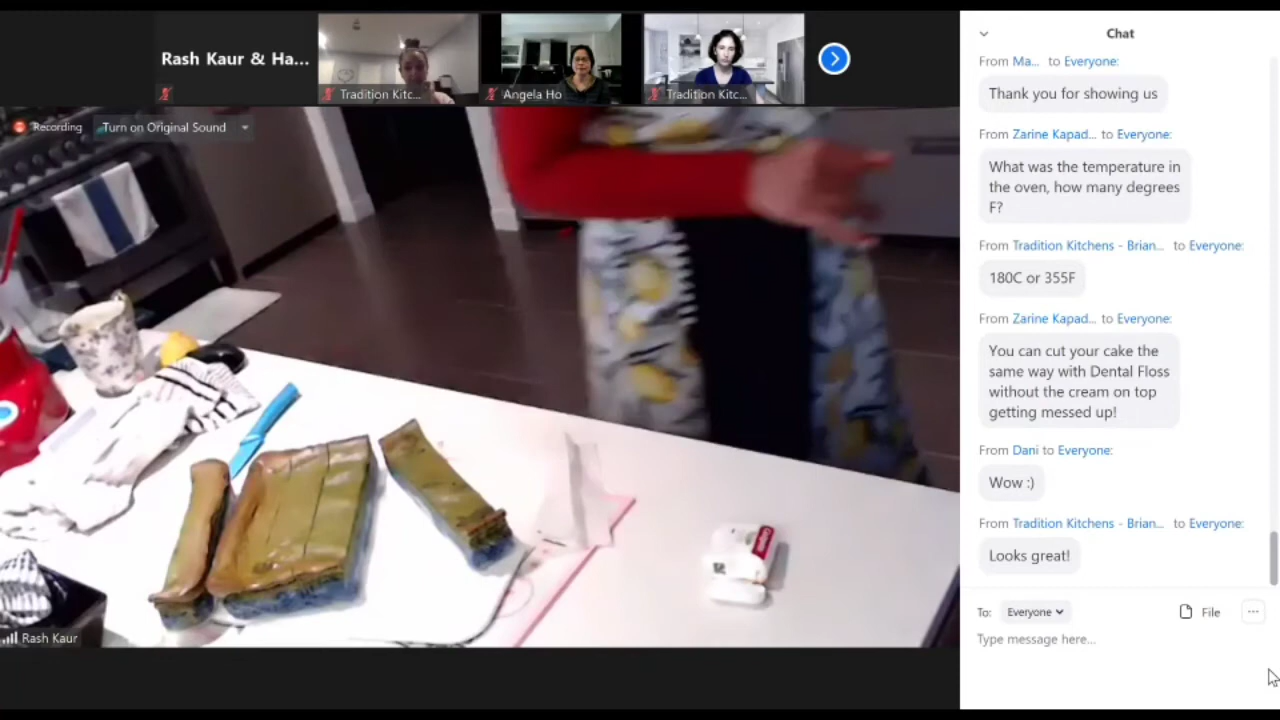 Rash Kaur & Ha...
Tradition Kitc...
Angela Ho
Tradition Kitc...
Recording
Turn on Original Sound
Rash Kaur
Chat
From Ma... to Everyone:
Thank you for showing us
From Zarine Kapad... to Everyone:
What was the temperature in
the oven, how many degrees
F?
From Tradition Kitchens - Brian... to Everyone:
180C or 355F
From Zarine Kapad... to Everyone:
You can cut your cake the
same way with Dental Floss
without the cream on top
getting messed up!
From Dani to Everyone:
Wow :)
From Tradition Kitchens - Brian... to Everyone:
Looks great!
To: Everyone
File
Type message here...